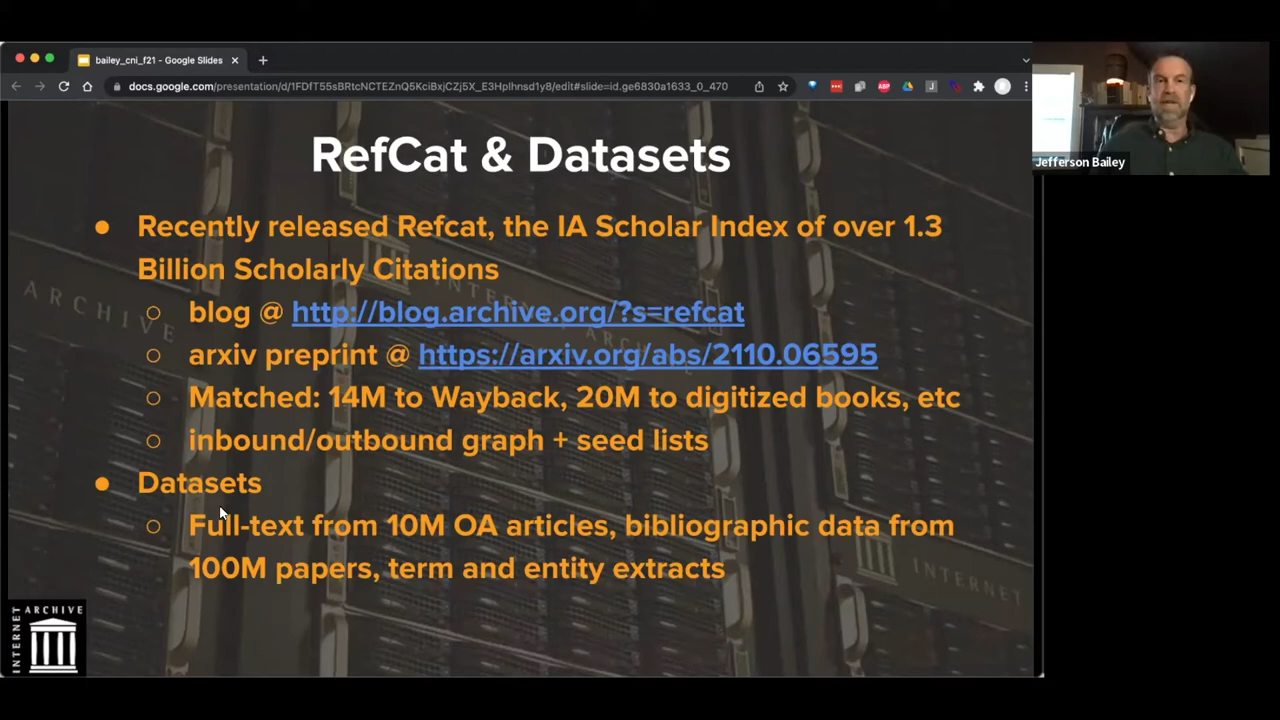 bailey_cni_f21 - Google Slides
docs.google.com/presentation/d/1FDfT55sBRtcNCTEZnQ5KciBxjCZj5X_E3Hplhnsd1y8/edit#slide=id.ge6830a1633_0_470
ABP
Jefferson Bailey
RefCat & Datasets
● Recently released Refcat, the IA Scholar Index of over 1.3
Billion Scholarly Citations
○ blog @ http://blog.archive.org/?s=refcat
○ arxiv preprint @ https://arxiv.org/abs/2110.06595
○ Matched: 14M to Wayback, 20M to digitized books, etc
○ inbound/outbound graph + seed lists
● Datasets
○ Full-text from 10M OA articles, bibliographic data from
100M papers, term and entity extracts
INTERNET
ARCHIVE
ARCHIVE
INTERNET